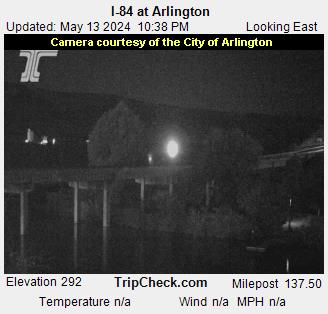 I-84 at Arlington
Updated: May 13 2024 10:38 PM Looking East
Camera courtesy of the City of Arlington
Elevation 292 TripCheck.com Milepost 137.50
Temperature n/a Wind n/a MPH n/a